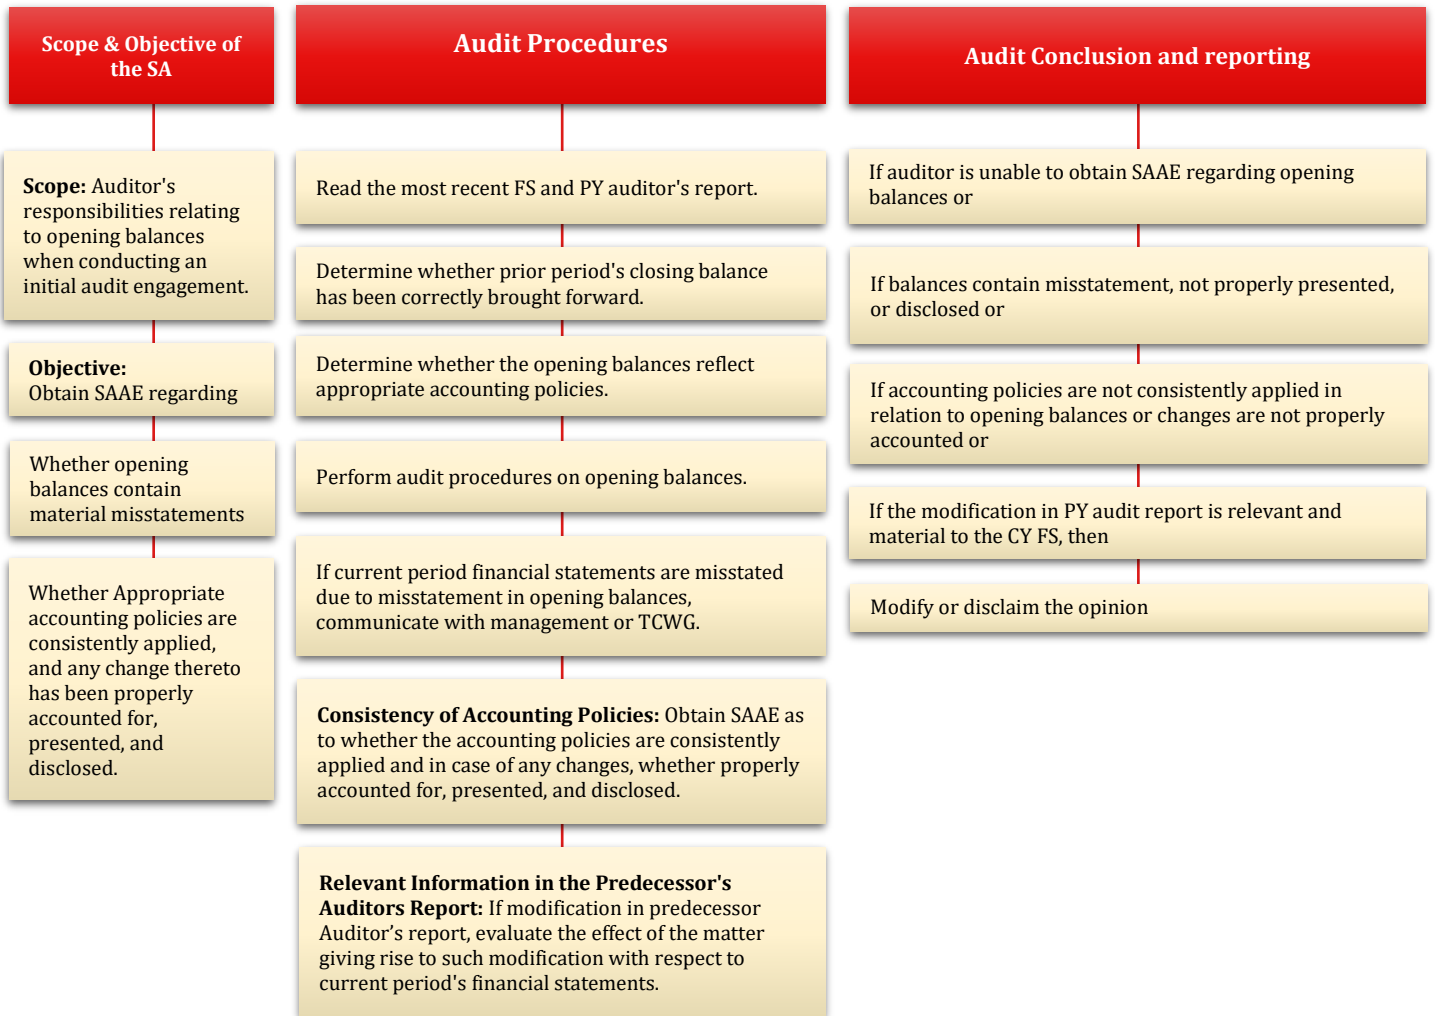 Scope & Objective of
the SA
Scope: Auditor's
responsibilities relating
to opening balances
when conducting an
initial audit engagement.
Objective:
Obtain SAAE regarding
Whether opening
balances contain
material misstatements
Whether Appropriate
accounting policies are
consistently applied,
and any change thereto
has been properly
accounted for,
presented, and
disclosed.
Audit Procedures
Read the most recent FS and PY auditor's report.
Determine whether prior period's closing balance
has been correctly brought forward.
Determine whether the opening balances reflect
appropriate accounting policies.
Perform audit procedures on opening balances.
If current period financial statements are misstated
due to misstatement in opening balances,
communicate with management or TCWG.
Consistency of Accounting Policies: Obtain SAAE as
to whether the accounting policies are consistently
applied and in case of any changes, whether properly
accounted for, presented, and disclosed.
Relevant Information in the Predecessor's
Auditors Report: If modification in predecessor
Auditor’s report, evaluate the effect of the matter
giving rise to such modification with respect to
current period's financial statements.
Audit Conclusion and reporting
If auditor is unable to obtain SAAE regarding opening
balances or
If balances contain misstatement, not properly presented,
or disclosed or
If accounting policies are not consistently applied in
relation to opening balances or changes are not properly
accounted or
If the modification in PY audit report is relevant and
material to the CY FS, then
Modify or disclaim the opinion